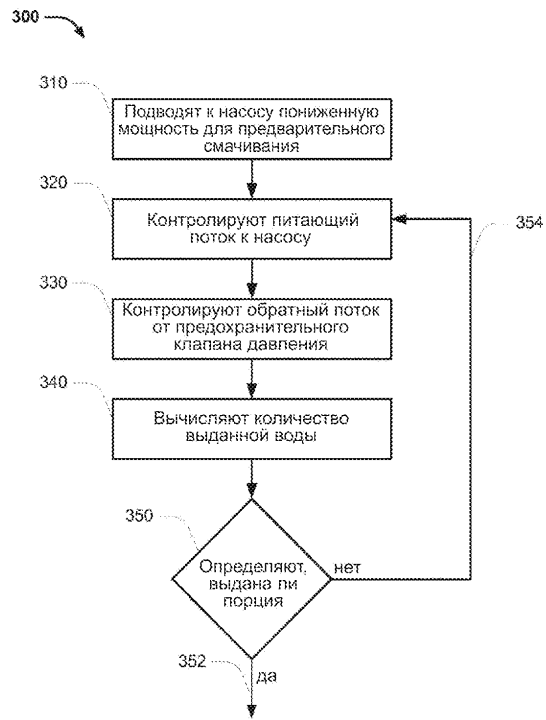 300
310
Подводят к насосу пониженную
мощность для предварительного
смачивания
320
Контролируют питающий
поток к насосу
354
330
Контролируют обратный поток
от предохранительного
клапана давления
340
Вычисляют количество
выданной воды
350
Определяют,
выдана ли
порция
нет
352
да